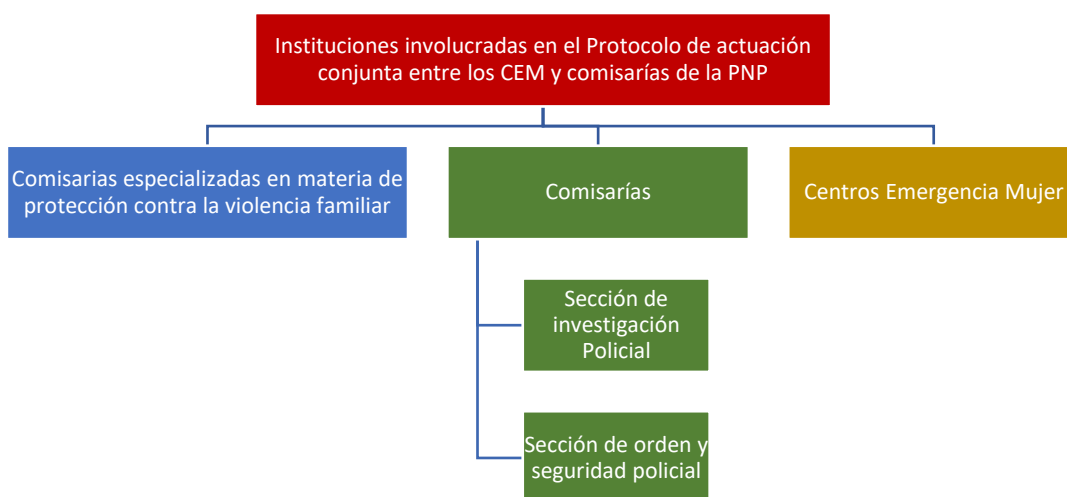 Instituciones involucradas en el Protocolo de actuación
conjunta entre los CEM y comisarías de la PNP
Comisarias especializadas en materia de
protección contra la violencia familiar
Comisarías
Centros Emergencia Mujer
Sección de
investigación
Policial
Sección de orden y
seguridad policial